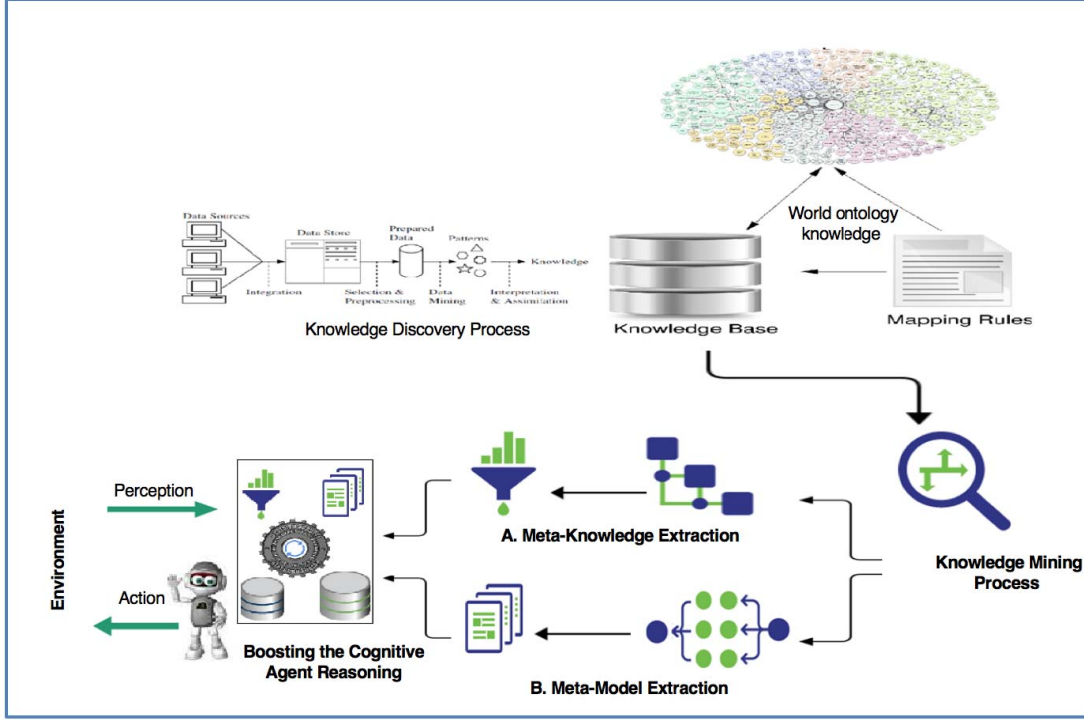 World ontology
knowledge
Data Sources
Data Store
Prepared
Data
Patterns
Knowledge
Integration
Selection &
Preprocessing
Data
Mining
Interpretation
& Assimilation
Knowledge Discovery Process
Knowledge Base
Mapping Rules
Perception
Environment
Action
A. Meta-Knowledge Extraction
Knowledge Mining
Process
Boosting the Cognitive
Agent Reasoning
B. Meta-Model Extraction